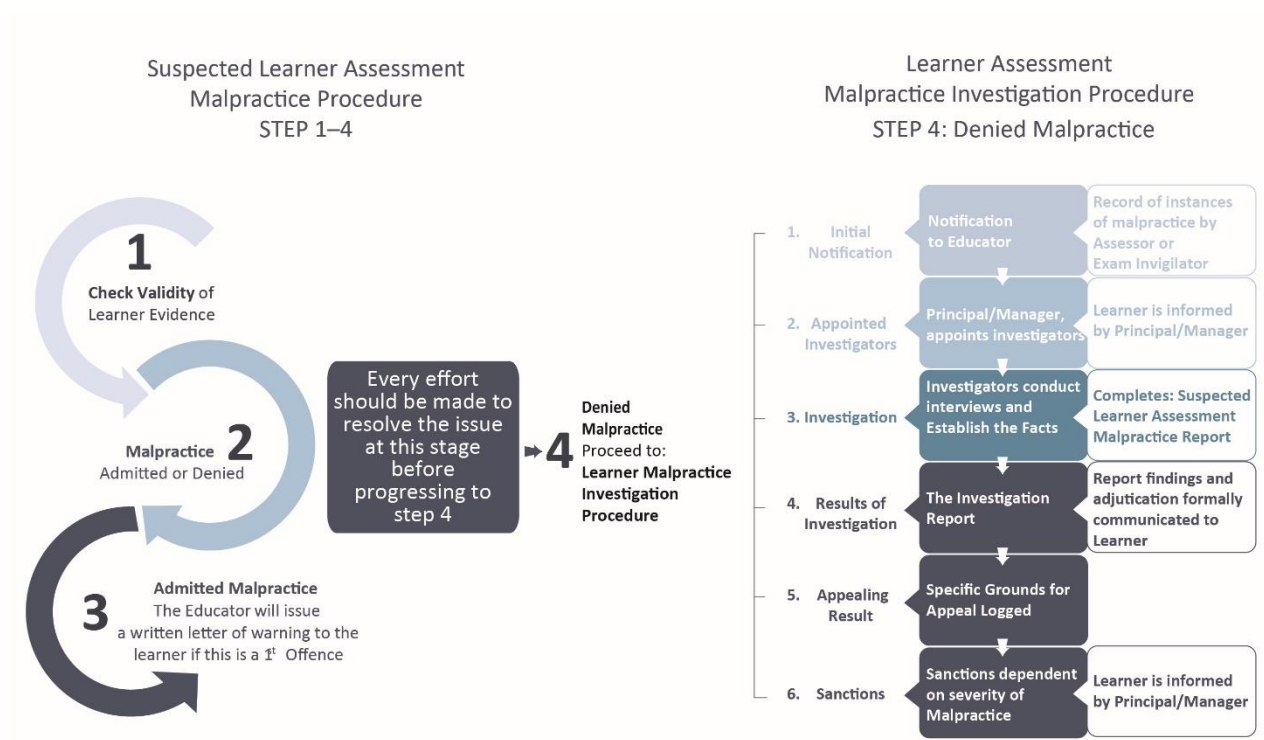 Suspected Learner Assessment
Malpractice Procedure
STEP 1–4
1
Check Validity of
Learner Evidence
Malpractice 2
Admitted or Denied
3
Admitted Malpractice
The Educator will issue
a written letter of warning to the
learner if this is a 1t Offence
Every effort
should be made to
resolve the issue
at this stage
before
progressing to
step 4
4
Denied
Malpractice
Proceed to:
Learner Malpractice
Investigation
Procedure
Learner Assessment
Malpractice Investigation Procedure
STEP 4: Denied Malpractice
1. Initial
Notification
Notification
to Educator
Record of instances
of malpractice by
Assessor or
Exam Invigilator
2. Appointed
Investigators
Principal/Manager,
appoints investigators
Learner is informed
by Principal/Manager
3. Investigation
Investigators conduct
interviews and
Establish the Facts
Completes: Suspected
Learner Assessment
Malpractice Report
4. Results of
Investigation
The Investigation
Report
Report findings and
adjutication formally
communicated to
Learner
5. Appealing
Result
Specific Grounds for
Appeal Logged
6. Sanctions
Sanctions dependent
on severity of
Malpractice
Learner is informed
by Principal/Manager